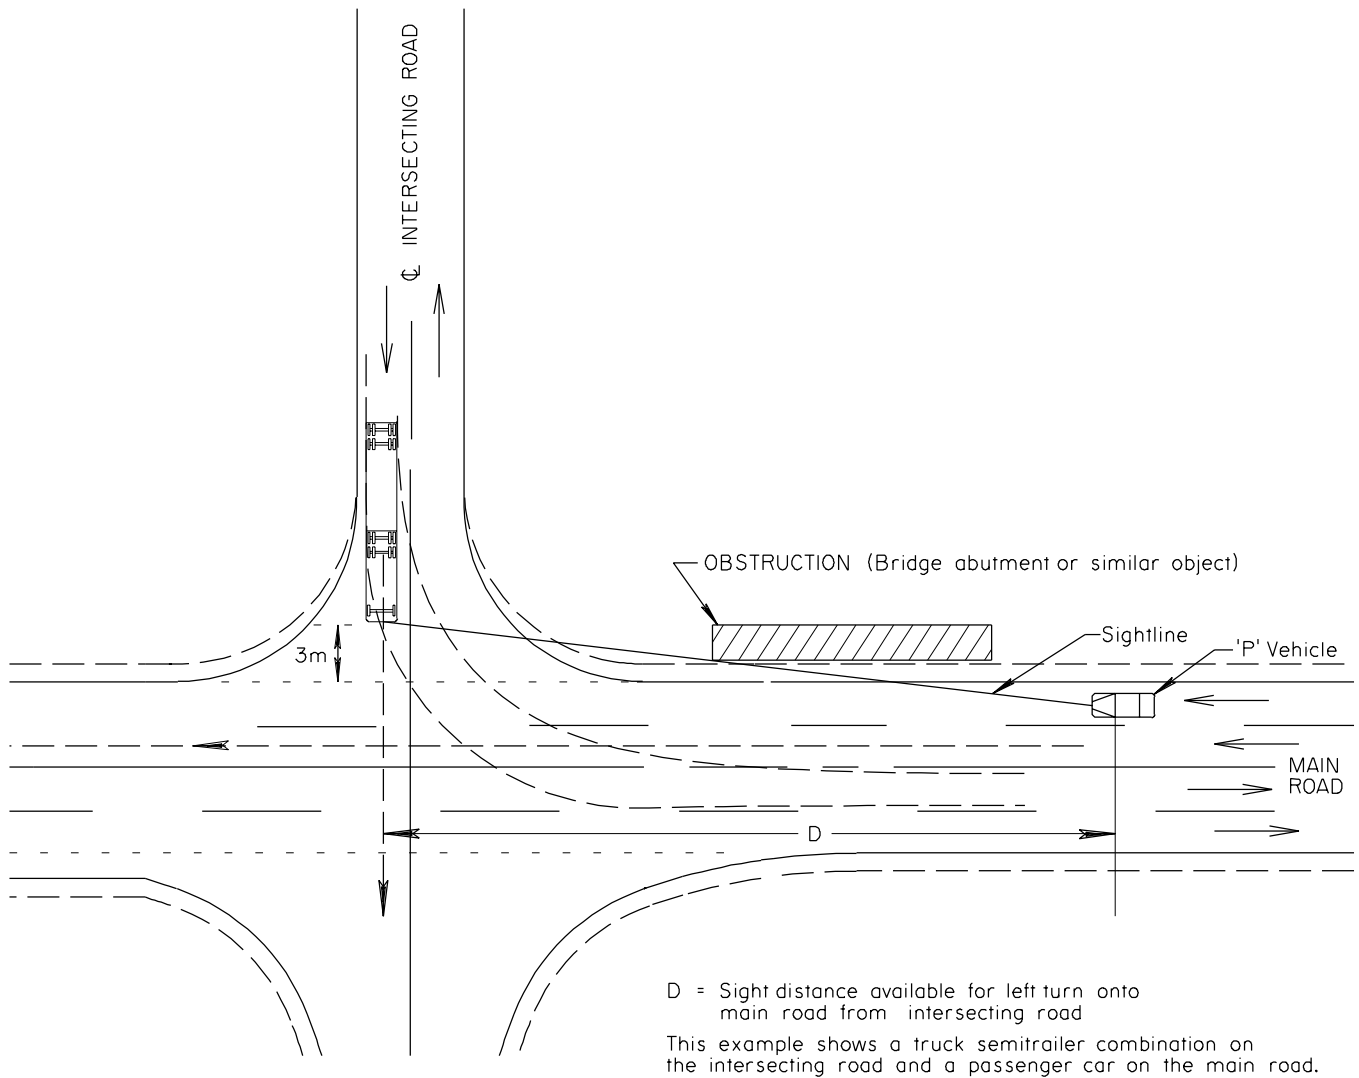 ℄ INTERSECTING ROAD
OBSTRUCTION (Bridge abutment or similar object)
Sightline
'P' Vehicle
3m
MAIN
ROAD
D
D = Sight distance available for left turn onto
main road from intersecting road
This example shows a truck semitrailer combination on
the intersecting road and a passenger car on the main road.